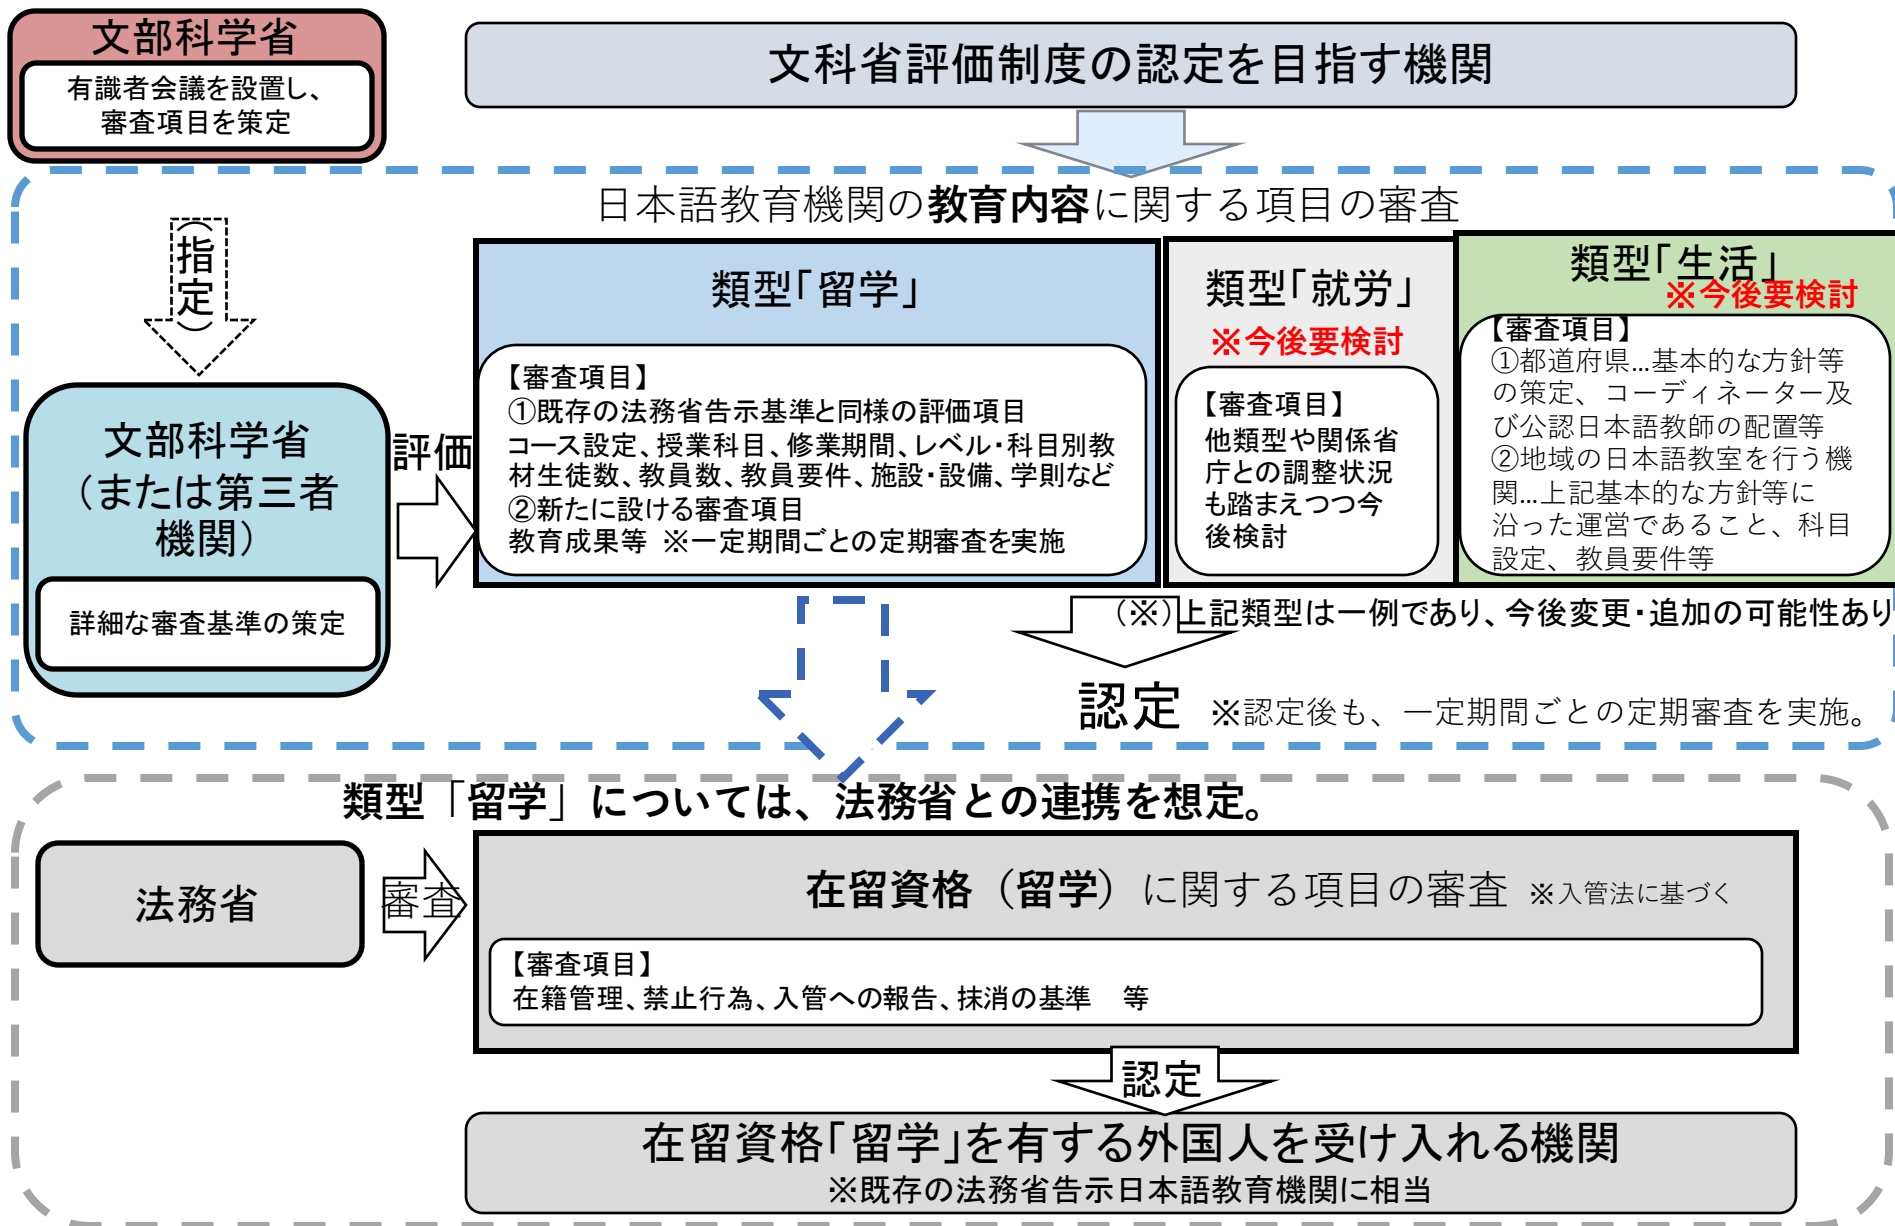 文部科学省
有識者会議を設置し、
審査項目を策定
文科省評価制度の認定を目指す機関
日本語教育機関の教育内容に関する項目の審査
（指定）
文部科学省
（または第三者
機関）
詳細な審査基準の策定
評価
類型「留学」
【審査項目】
①既存の法務省告示基準と同様の評価項目
コース設定、授業科目、修業期間、レベル・科目別教
材生徒数、教員数、教員要件、施設・設備、学則など
②新たに設ける審査項目
教育成果等 ※一定期間ごとの定期審査を実施
類型「就労」
※今後要検討
【審査項目】
他類型や関係省
庁との調整状況
も踏まえつつ今
後検討
類型「生活」
※今後要検討
【審査項目】
①都道府県…基本的な方針等
の策定、コーディネーター及
び公認日本語教師の配置等
②地域の日本語教室を行う機
関…上記基本的な方針等に
沿った運営であること、科目
設定、教員要件等
（※）上記類型は一例であり、今後変更・追加の可能性あり
認定 ※認定後も、一定期間ごとの定期審査を実施。
類型「留学」については、法務省との連携を想定。
法務省
審査
在留資格（留学）に関する項目の審査 ※入管法に基づく
【審査項目】
在籍管理、禁止行為、入管への報告、抹消の基準　等
認定
在留資格「留学」を有する外国人を受け入れる機関
※既存の法務省告示日本語教育機関に相当